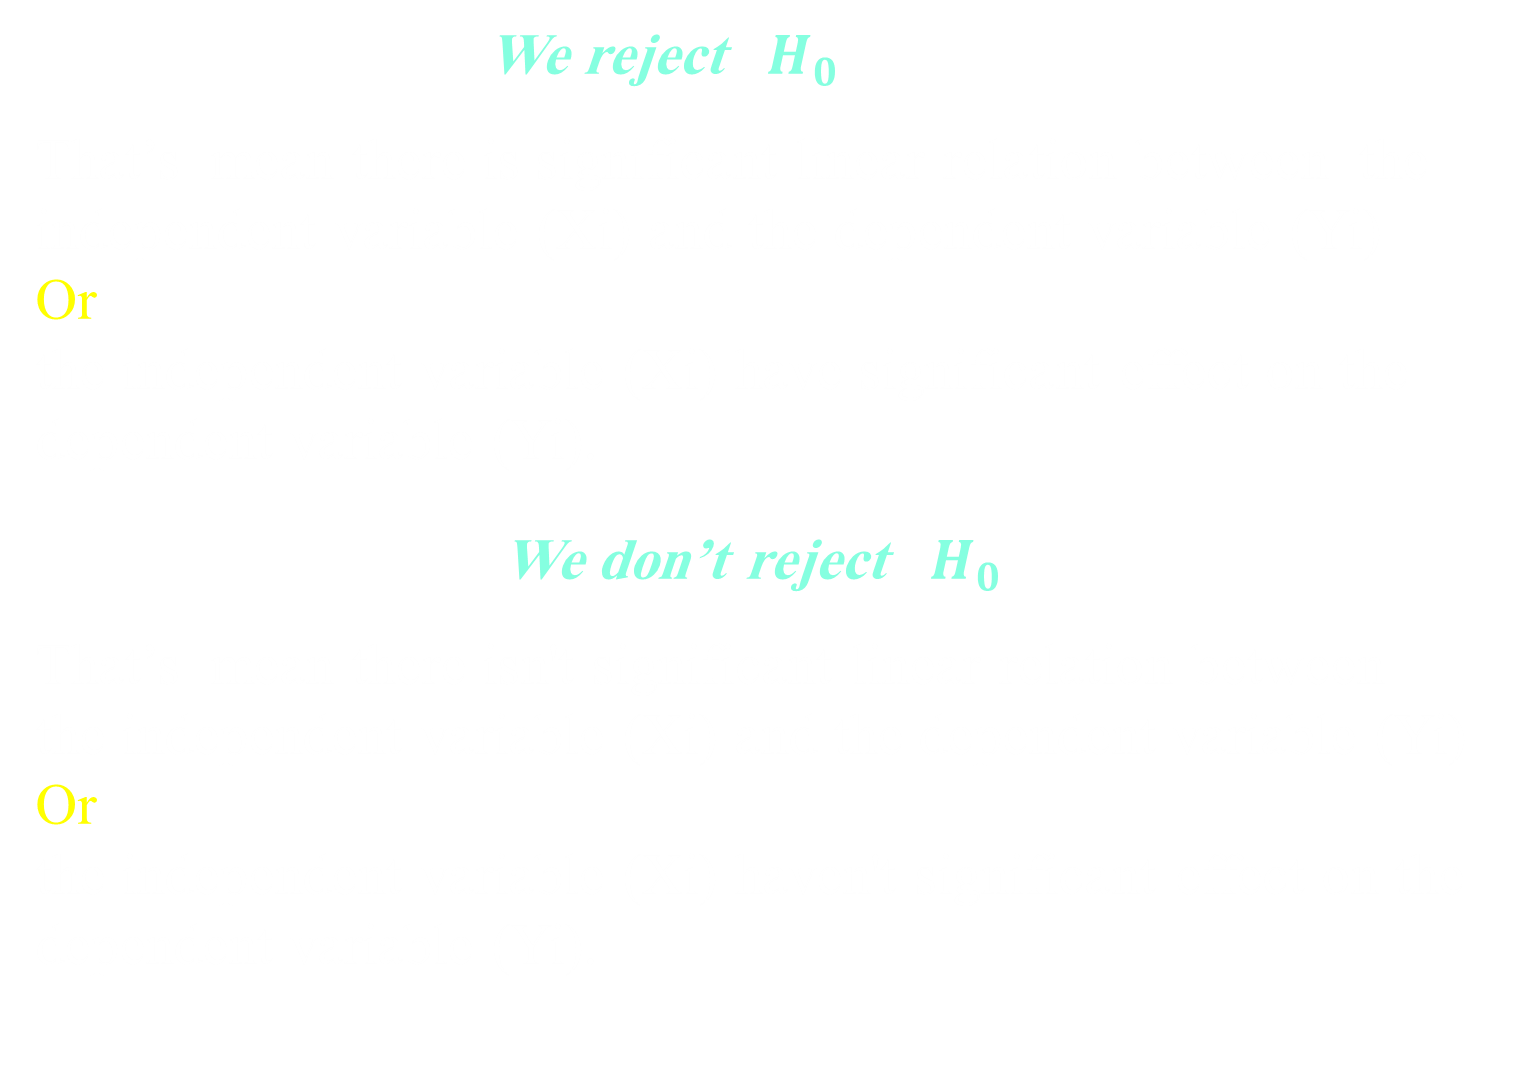 We reject H₀
Or
We don’t reject H₀
Or